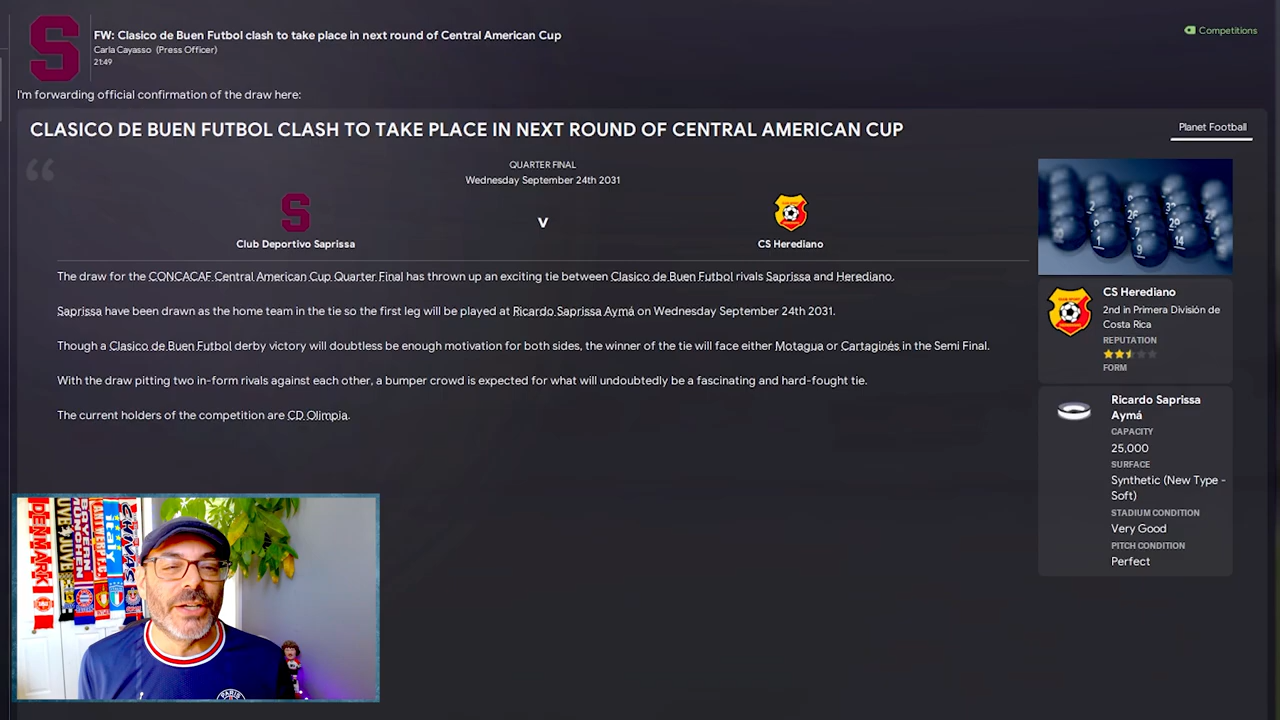 FW: Clasico de Buen Futbol clash to take place in next round of Central American Cup
Carla Cayasso (Press Officer)
21:49
Competitions
I'm forwarding official confirmation of the draw here:
CLASICO DE BUEN FUTBOL CLASH TO TAKE PLACE IN NEXT ROUND OF CENTRAL AMERICAN CUP
Planet Football
QUARTER FINAL
Wednesday September 24th 2031
S
v
Club Deportivo Saprissa
CS Herediano
The draw for the CONCACAF Central American Cup Quarter Final has thrown up an exciting tie between Clasico de Buen Futbol rivals Saprissa and Herediano.
Saprissa have been drawn as the home team in the tie so the first leg will be played at Ricardo Saprissa Aymá on Wednesday September 24th 2031.
Though a Clasico de Buen Futbol derby victory will doubtless be enough motivation for both sides, the winner of the tie will face either Motagua or Cartaginés in the Semi Final.
With the draw pitting two in-form rivals against each other, a bumper crowd is expected for what will undoubtedly be a fascinating and hard-fought tie.
The current holders of the competition are CD Olimpia.
CS Herediano
2nd in Primera División de
Costa Rica
REPUTATION
FORM
Ricardo Saprissa
Aymá
CAPACITY
25,000
SURFACE
Synthetic (New Type -
Soft)
STADIUM CONDITION
Very Good
PITCH CONDITION
Perfect
DENMARK
JUVE JUVE
BAYERN
MÜNCHEN
Italy
CHIVAS
PARIS